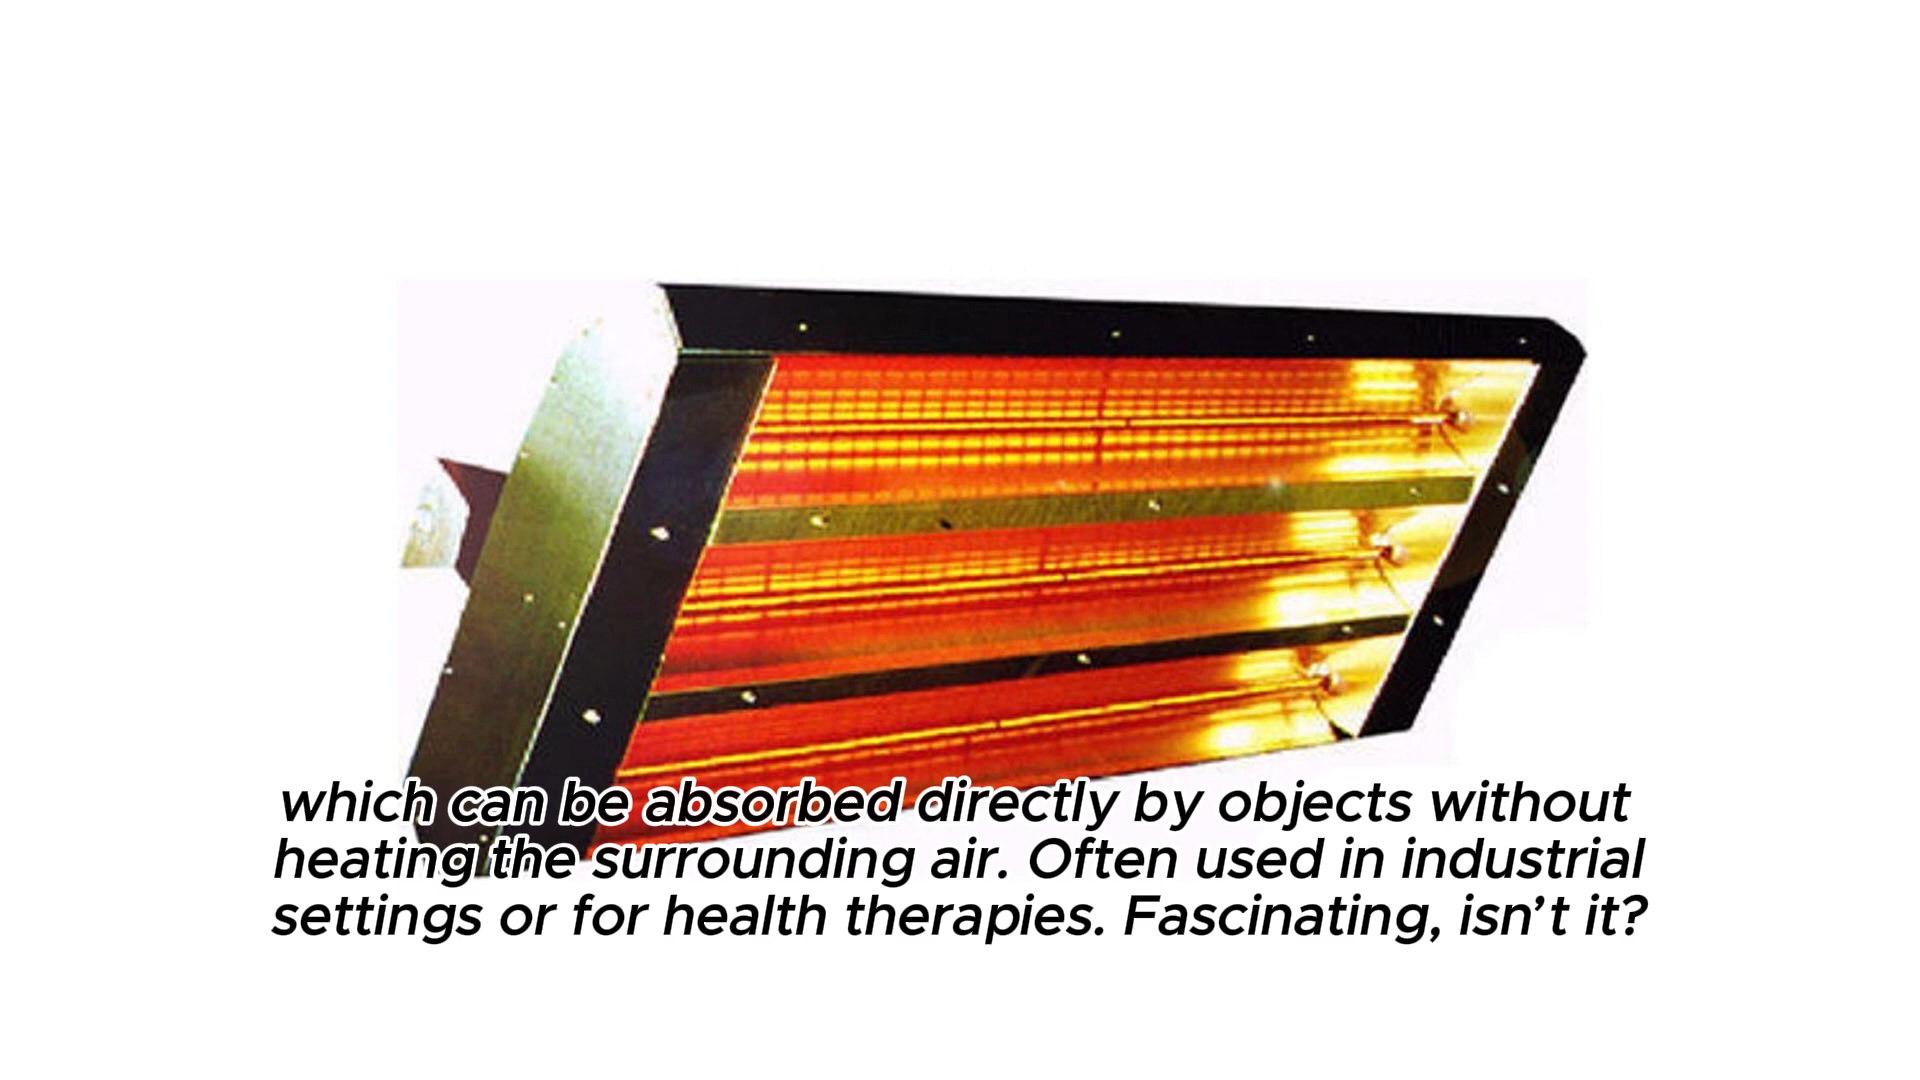 which can be absorbed directly by objects without
heating the surrounding air. Often used in industrial
settings or for health therapies. Fascinating, isn’t it?